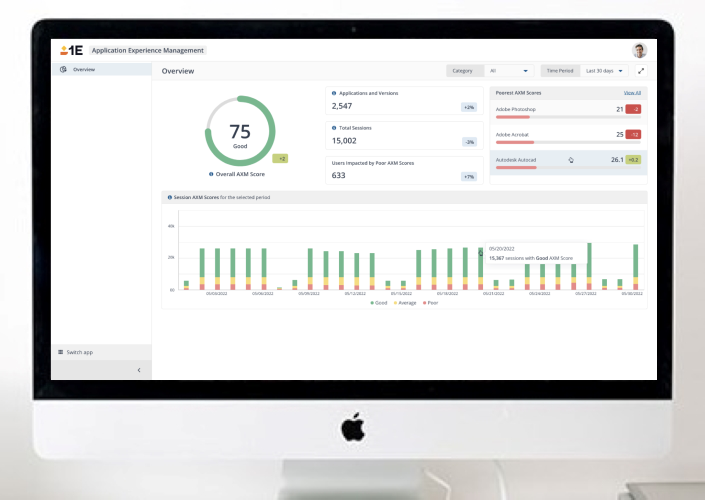 1E Application Experience Management
Overview
Overview
Category All
Time Period Last 30 days
75
Good
+2
Overall AXM Score
Applications and Versions
2,547
+2%
Total Sessions
15,002
-3%
Users Impacted by Poor AXM Scores
633
+7%
Poorest AXM Scores View All
Adobe Photoshop 21 -2
Adobe Acrobat 25 -12
Autodesk Autocad 26.1 +0.2
Session AXM Scores for the selected period
40k
20k
05/20/2022
15,367 sessions with Good AXM Score
05/03/2022 05/06/2022 05/09/2022 05/12/2022 05/15/2022 05/18/2022 05/21/2022 05/24/2022 05/27/2022 05/30/2022
Good Average Poor
Switch app